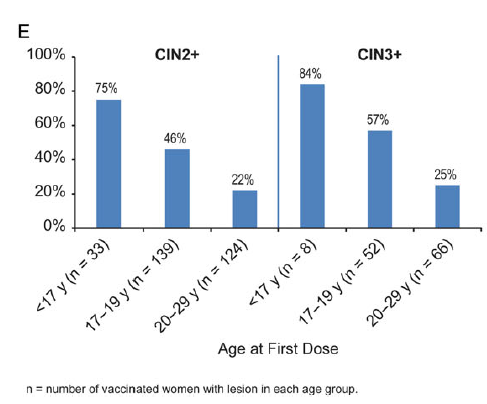 E
CIN2+ CIN3+
100%
80%
60%
40%
20%
0%
75%
46%
22%
84%
57%
25%
<17 y (n = 33)
17–19 y (n = 139)
20–29 y (n = 124)
<17 y (n = 8)
17–19 y (n = 52)
20–29 y (n = 66)
Age at First Dose
n = number of vaccinated women with lesion in each age group.